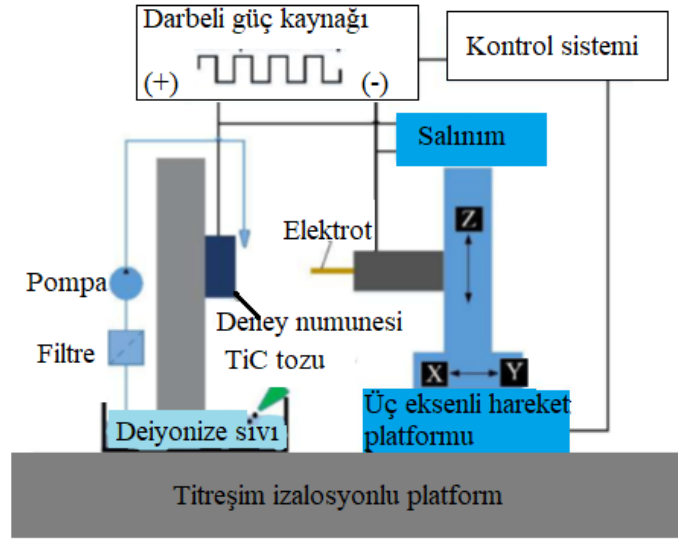 Darbeli güç kaynağı
(+) (-)
Kontrol sistemi
Salınım
Z
Elektrot
Pompa
Deney numunesi
TiC tozu
Filtre
X Y
Deiyonize sıvı
Üç eksenli hareket
platformu
Titreşim izalosyonlu platform